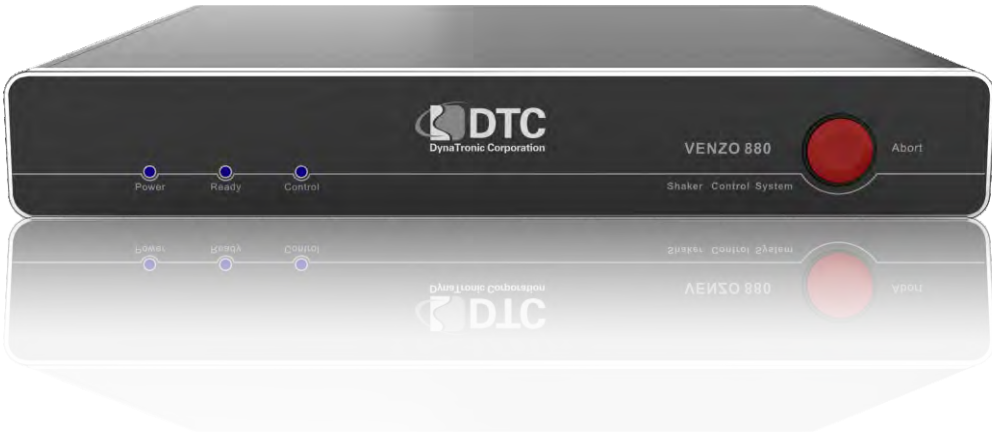 DTC
DynaTronic Corporation
VENZO 880
Abort
Power
Ready
Control
Shaker Control System